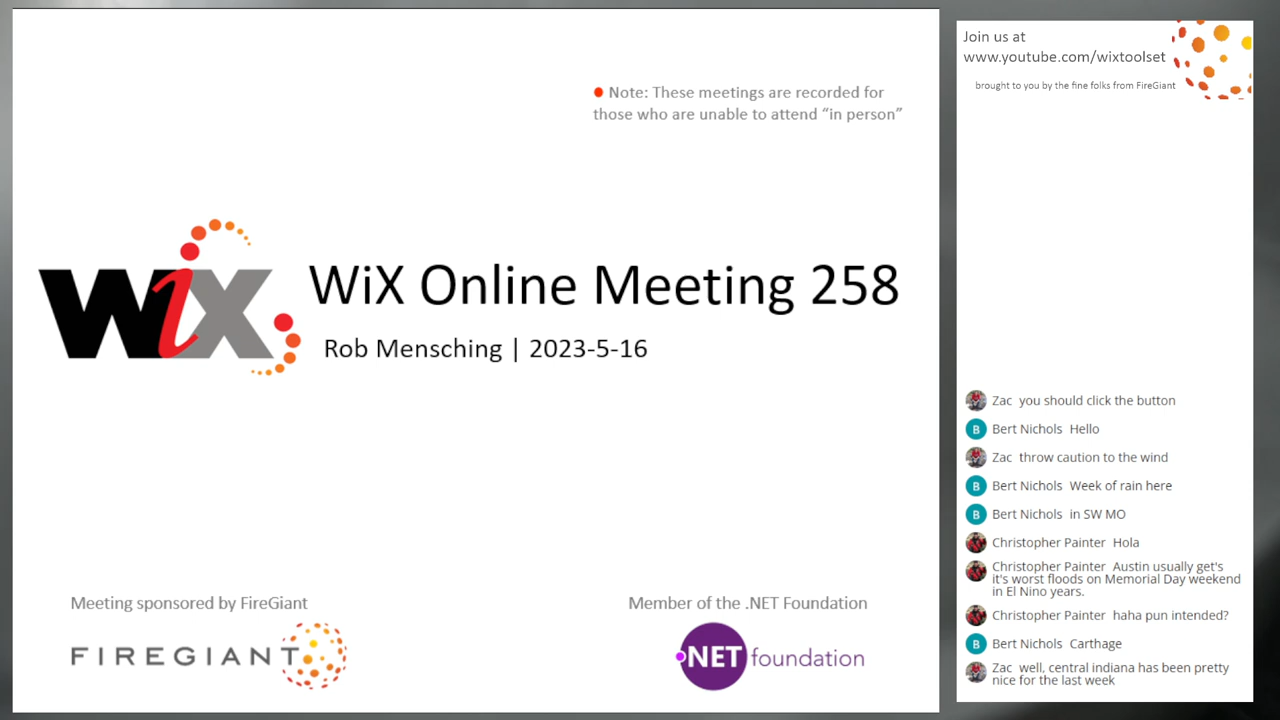 Note: These meetings are recorded for
those who are unable to attend “in person”
WiX
WiX Online Meeting 258
Rob Mensching | 2023-5-16
Meeting sponsored by FireGiant
FIREGIANT
Member of the .NET Foundation
.NET foundation
Join us at
www.youtube.com/wixtoolset
brought to you by the fine folks from FireGiant
Zac you should click the button
B Bert Nichols Hello
Zac throw caution to the wind
B Bert Nichols Week of rain here
B Bert Nichols in SW MO
Christopher Painter Hola
Christopher Painter Austin usually get's
it's worst floods on Memorial Day weekend
in El Nino years.
Christopher Painter haha pun intended?
B Bert Nichols Carthage
Zac well, central indiana has been pretty
nice for the last week